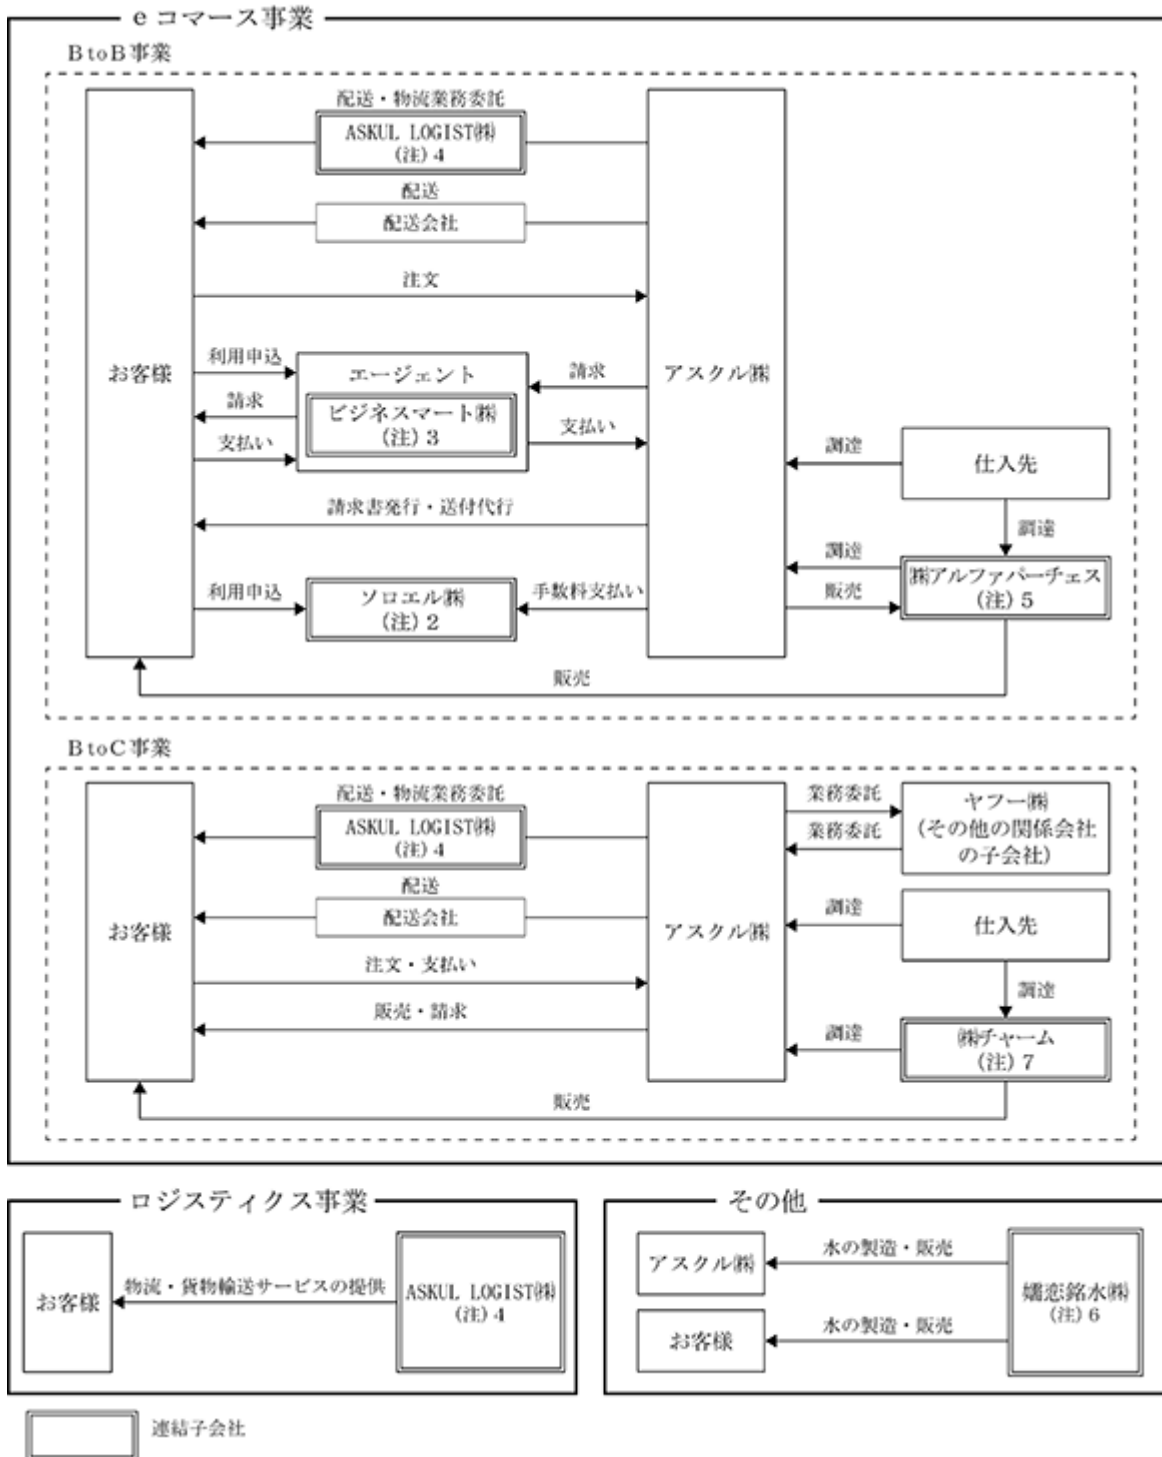 eコマース事業
BtoB事業
配送・物流業務委託
ASKUL LOGIST㈱
(注) 4
配送
配送会社
注文
お客様
利用申込
請求
支払い
エージェント
ビジネスマート㈱
(注) 3
請求
支払い
アスクル㈱
調達
仕入先
調達
請求書発行・送付代行
調達
販売
㈱アルファパーチェス
(注) 5
利用申込
ソロエル㈱
(注) 2
手数料支払い
販売
BtoC事業
配送・物流業務委託
ASKUL LOGIST㈱
(注) 4
配送
配送会社
お客様
注文・支払い
販売・請求
アスクル㈱
業務委託
業務委託
ヤフー㈱
(その他の関係会社
の子会社)
調達
仕入先
調達
調達
㈱チャーム
(注) 7
販売
ロジスティクス事業
お客様
物流・貨物輸送サービスの提供
ASKUL LOGIST㈱
(注) 4
その他
アスクル㈱
水の製造・販売
お客様
水の製造・販売
嬬恋銘水㈱
(注) 6
連結子会社